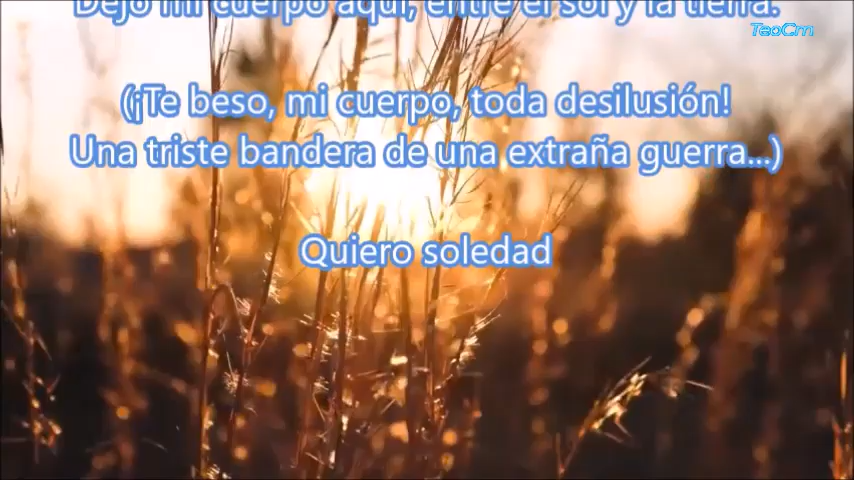 Dejo mi cuerpo aquí, entre el sol y la tierra.
TeoCm
(¡Te beso, mi cuerpo, toda desilusión!
Una triste bandera de una extraña guerra...)
Quiero soledad